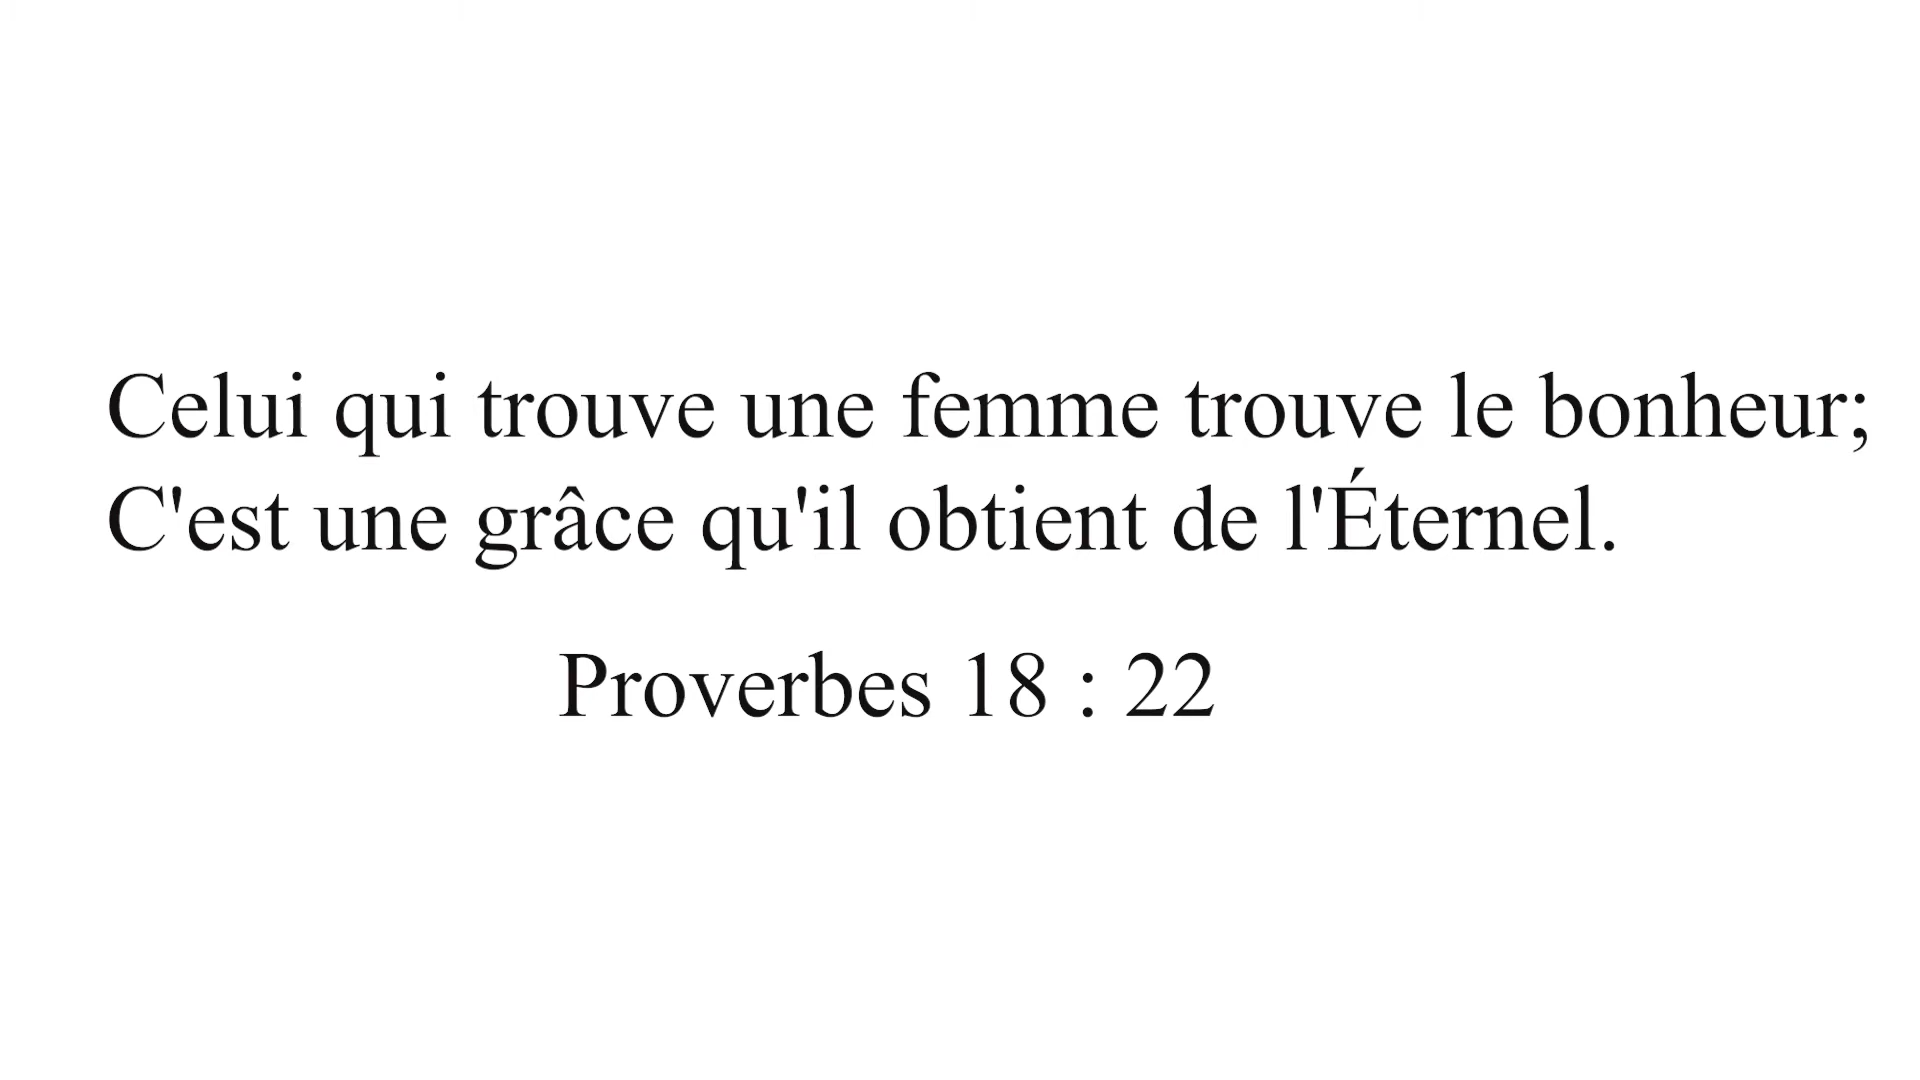 Celui qui trouve une femme trouve le bonheur;
C'est une grâce qu'il obtient de l'Éternel.
Proverbes 18 : 22